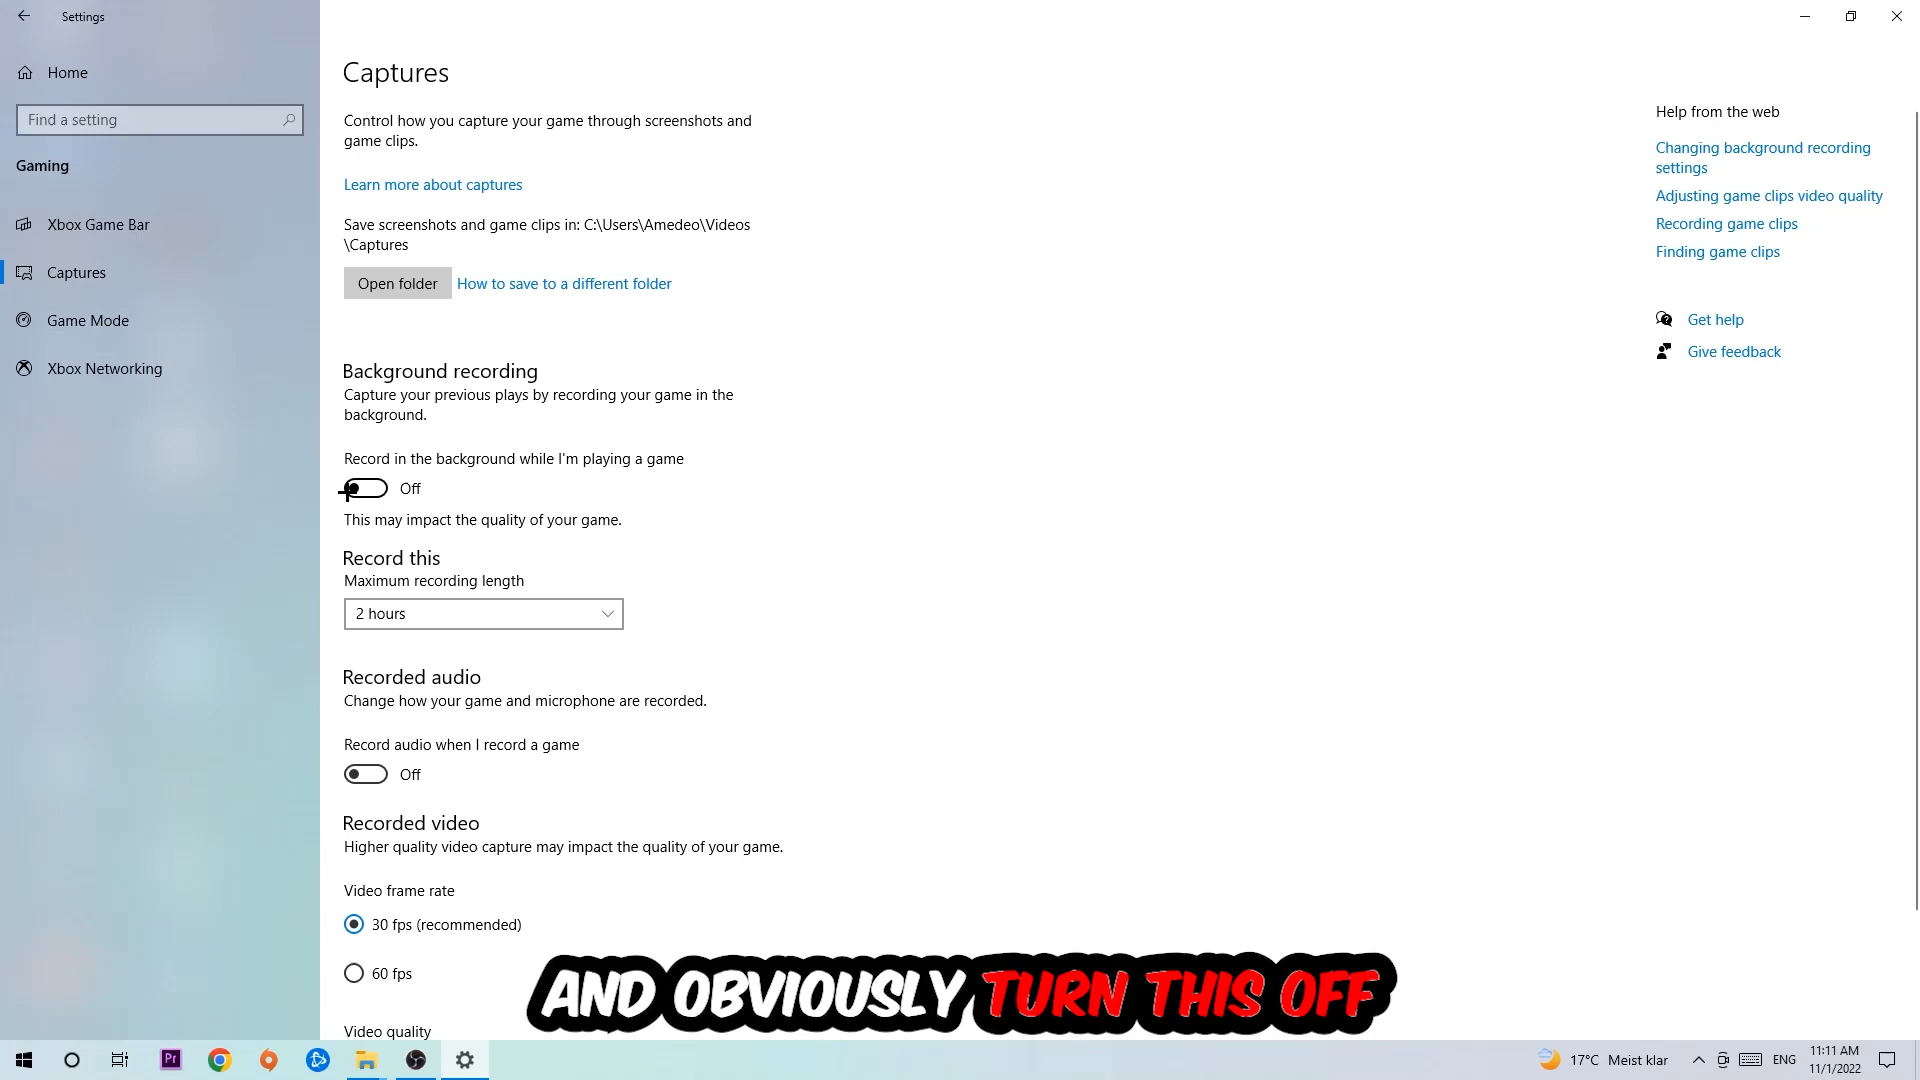 Settings
Home
Find a setting
Gaming
Xbox Game Bar
Captures
Game Mode
Xbox Networking
Captures
Control how you capture your game through screenshots and
game clips.
Learn more about captures
Save screenshots and game clips in: C:\Users\Amedeo\Videos
\Captures
Open folder
How to save to a different folder
Background recording
Capture your previous plays by recording your game in the
background.
Record in the background while I'm playing a game
Off
This may impact the quality of your game.
Record this
Maximum recording length
2 hours
Recorded audio
Change how your game and microphone are recorded.
Record audio when I record a game
Off
Recorded video
Higher quality video capture may impact the quality of your game.
Video frame rate
30 fps (recommended)
60 fps
Video quality
Help from the web
Changing background recording
settings
Adjusting game clips video quality
Recording game clips
Finding game clips
Get help
Give feedback
AND OBVIOUSLY TURN THIS OFF
Pr
17°C Meist klar
ENG
11:11 AM
11/1/2022